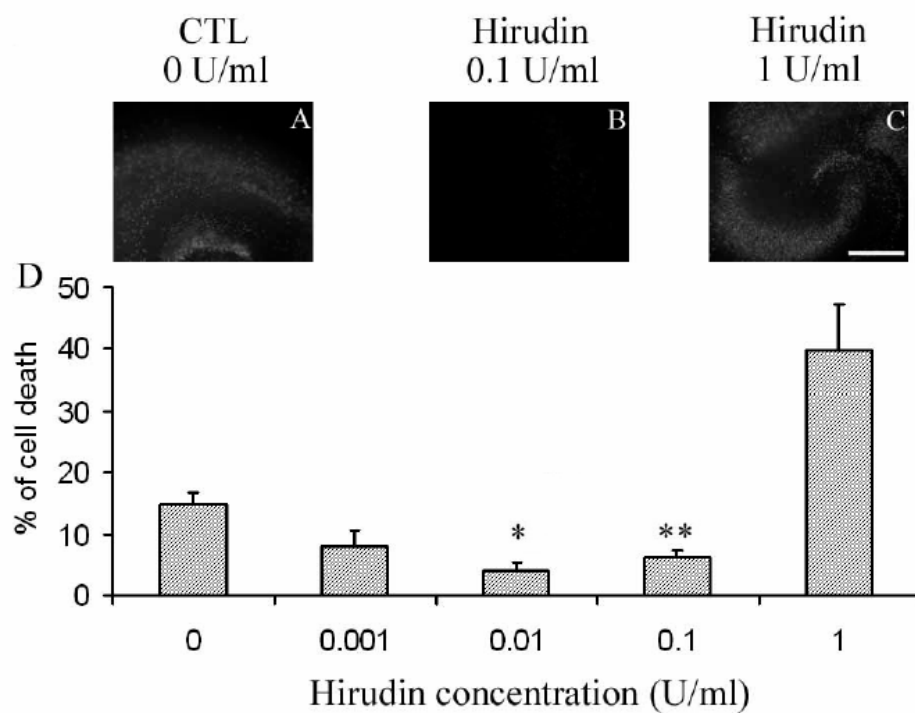 CTL
0 U/ml
Hirudin
0.1 U/ml
Hirudin
1 U/ml
A
B
C
D
50
40
30
20
10
0
% of cell death
*
**
0 0.001 0.01 0.1 1
Hirudin concentration (U/ml)